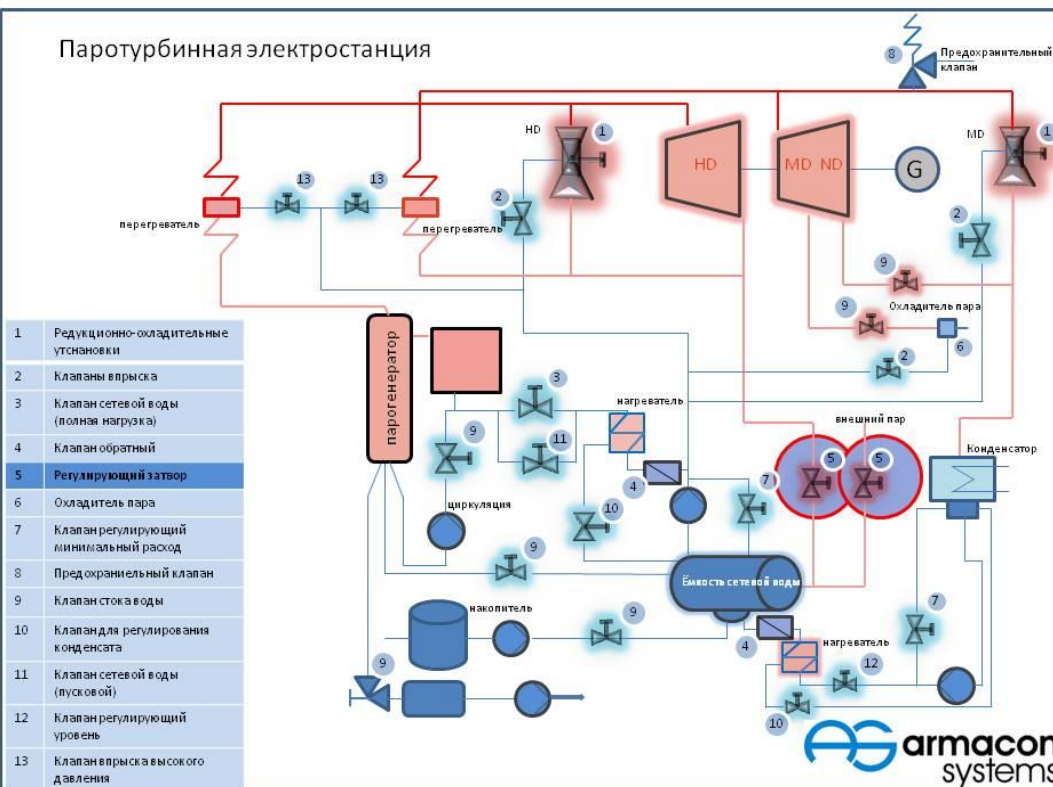 Паротурбинная электростанция
8
Предохранительный
клапан
HD
1
MD
1
HD
MD ND
G
13
13
2
2
перегреватель
перегреватель
9
9
Охладитель пара
6
2
1 Редукционно-охладительные
утснановки
2 Клапаны впрыска
3 Клапан сетевой воды
(полная нагрузка)
4 Клапан обратный
5 Регулирующий затвор
6 Охладитель пара
7 Клапан регулирующий
минимальный расход
8 Предохраниельный клапан
9 Клапан стока воды
10 Клапан для регулирования
конденсата
11 Клапан сетевой воды
(пусковой)
12 Клапан регулирующий
уровень
13 Клапан впрыска высокого
давления
парогенератор
3
нагреватель
внешний пар
9
11
5
5
Конденсатор
4
7
циркуляция
10
9
Ёмкость сетевой воды
накопитель
9
7
4
нагреватель
9
12
10
armacon
systems